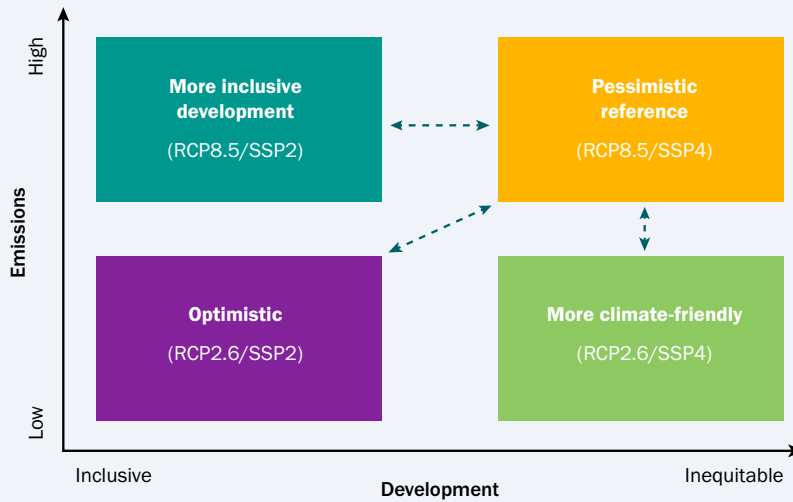 High
More inclusive
development
(RCP8.5/SSP2)
Pessimistic
reference
(RCP8.5/SSP4)
Emissions
Optimistic
(RCP2.6/SSP2)
More climate-friendly
(RCP2.6/SSP4)
Low
Inclusive
Development
Inequitable